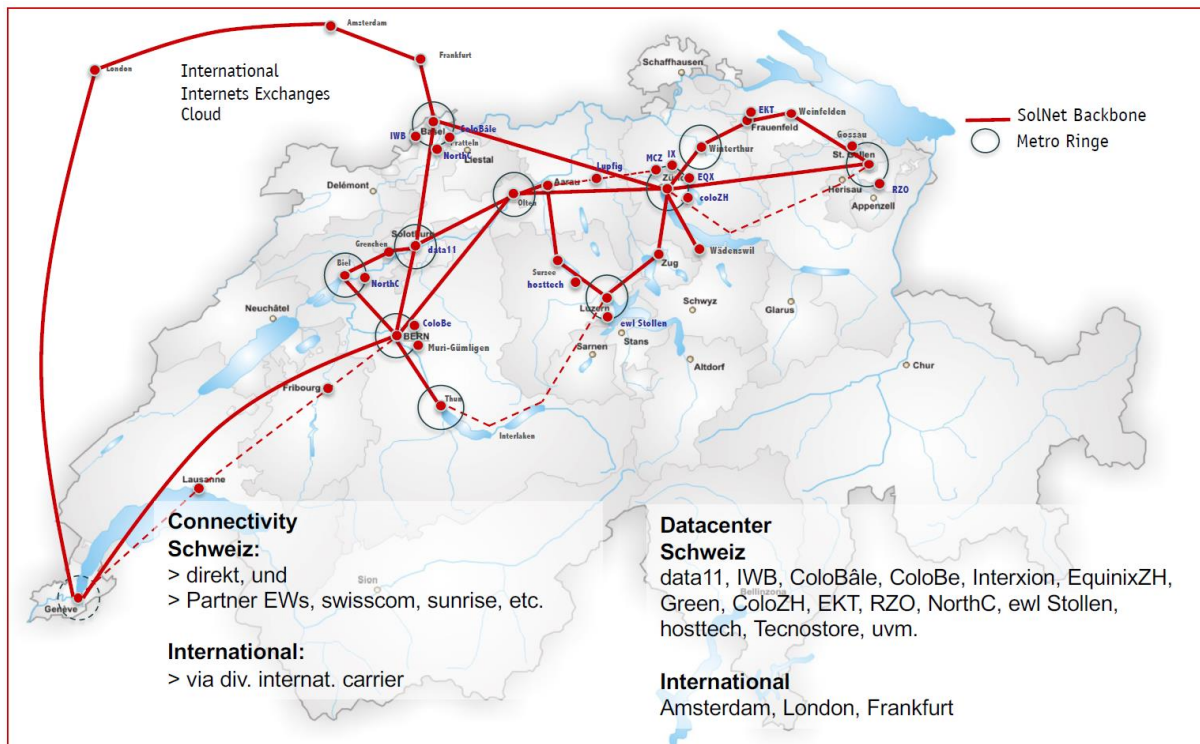 Amsterdam
London
Frankfurt
International
Internets Exchanges
Cloud
Schaffhausen
SolNet Backbone
Metro Ringe
Basel
ColoBâle
IWB
Pratteln
NorthC
Liestal
EKT
Weinfelden
Frauenfeld
Winterthur
Gossau
St. Gallen
Herisau
RZO
Appenzell
Delémont
Lupfig
MCZ
IX
EQX
coloZH
Aarau
Olten
Solothurn
data11
Grenchen
Biel
NorthC
Neuchâtel
Sursee
hosttech
Luzern
ewl Stollen
Zug
Wädenswil
Schwyz
Glarus
Stans
Sarnen
Altdorf
Chur
ColoBe
BERN
Muri-Gümligen
Fribourg
Thun
Interlaken
Lausanne
Genève
Sion
Bellinzona
Connectivity
Schweiz:
> direkt, und
> Partner EWs, swisscom, sunrise, etc.
International:
> via div. internat. carrier
Datacenter
Schweiz
data11, IWB, ColoBâle, ColoBe, Interxion, EquinixZH,
Green, ColoZH, EKT, RZO, NorthC, ewl Stollen,
hosttech, Tecnostore, uvm.
International
Amsterdam, London, Frankfurt